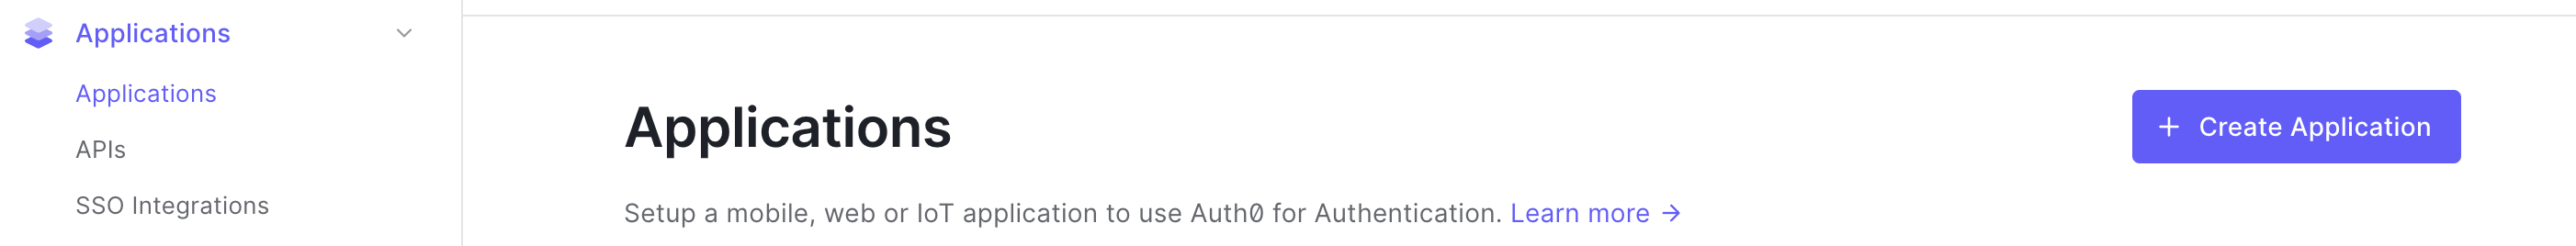 Applications
Applications
APIs
SSO Integrations
Applications
Create Application
Setup a mobile, web or IoT application to use Auth0 for Authentication. Learn more →